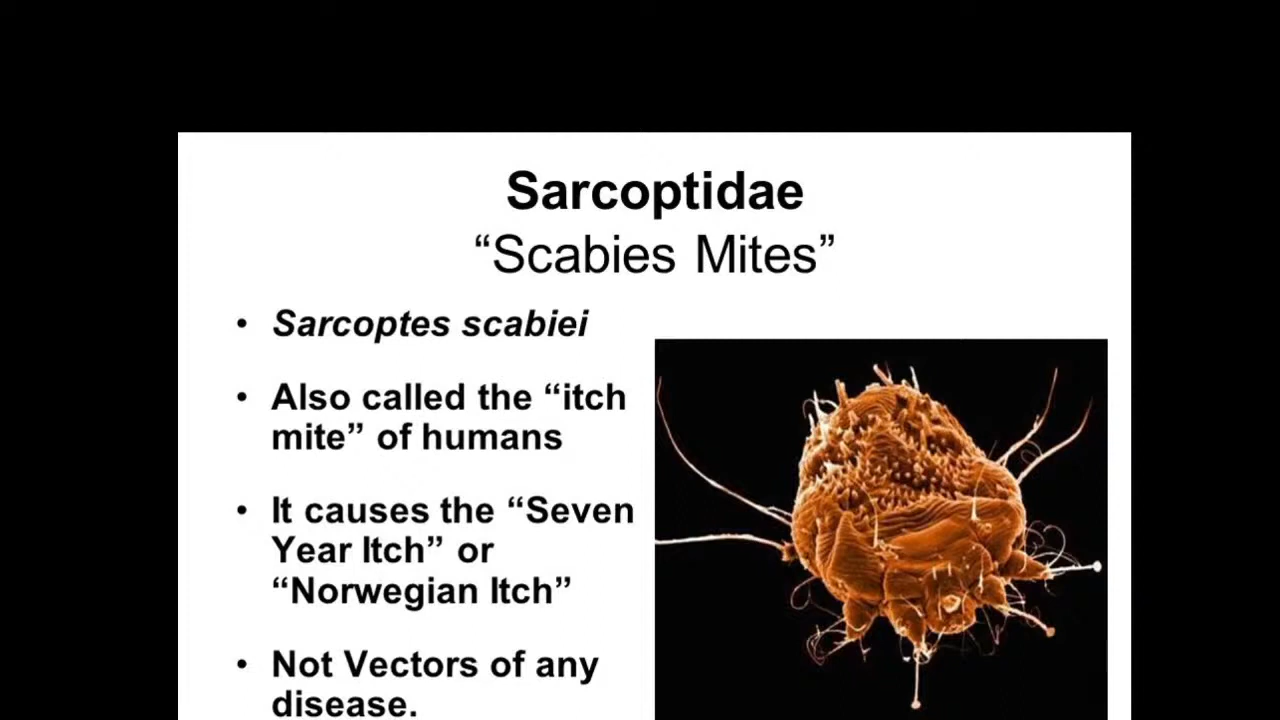 Sarcoptidae
“Scabies Mites”
• Sarcoptes scabiei
• Also called the “itch
mite” of humans
• It causes the “Seven
Year Itch” or
“Norwegian Itch”
• Not Vectors of any
disease.